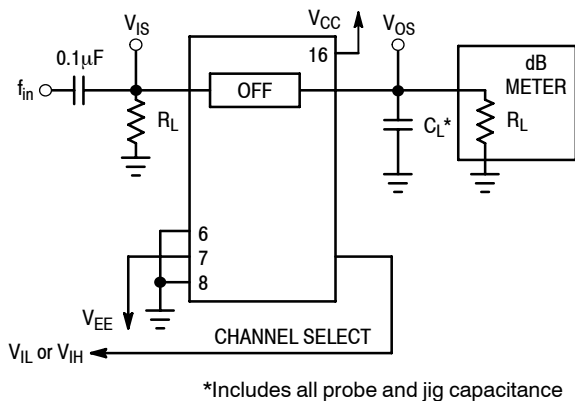 V_IS
V_CC
V_OS
0.1μF
16
dB
METER
f_in
OFF
R_L
C_L*
R_L
6
7
8
V_EE
CHANNEL SELECT
V_IL or V_IH
*Includes all probe and jig capacitance